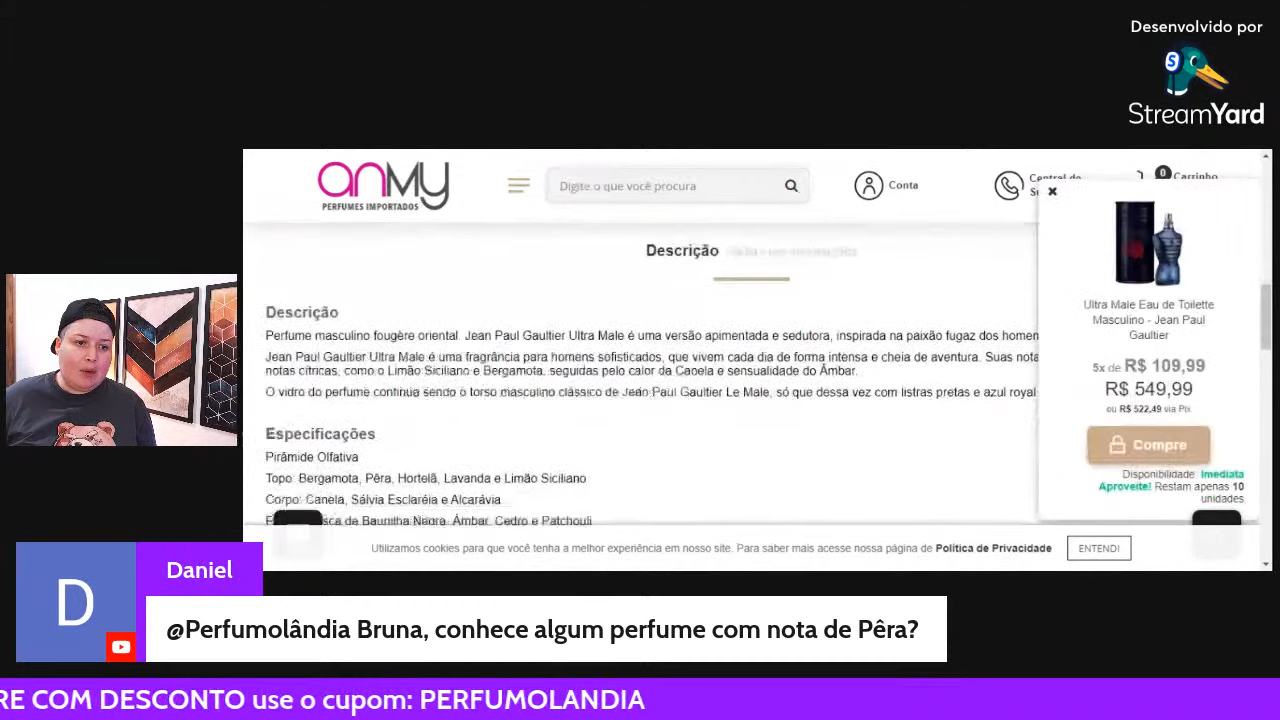 Desenvolvido por
StreamYard
anMy
PERFUMES IMPORTADOS
Digite o que você procura
Conta
Central de
0
Carrinho
Descrição
Ultra Male Eau de Toilette
Masculino - Jean Paul
Gaultier
5x de R$ 109,99
R$ 549,99
ou R$ 522,49 via Pix
Compre
Disponibilidade: Imediata
Aproveite! Restam apenas 10
unidades
Descrição
Perfume masculino fougère oriental. Jean Paul Gaultier Ultra Male é uma versão apimentada e sedutora, inspirada na paixão fugaz dos homen
Jean Paul Gaultier Ultra Male é uma fragrância para homens sofisticados, que vivem cada dia de forma intensa e cheia de aventura. Suas nota
notas cítricas, como o Limão Siciliano e Bergamota, seguidas pelo calor da Canela e sensualidade do Âmbar.
O vidro do perfume continua sendo o torso masculino clássico de Jean Paul Gaultier Le Male, só que dessa vez com listras pretas e azul royal
Especificações
Pirâmide Olfativa
Topo: Bergamota, Pêra, Hortelã, Lavanda e Limão Siciliano
Corpo: Canela, Sálvia Esclaréia e Alcarávia
de Baunilha Negra, Âmbar, Cedro e Patchouli
Utilizamos cookies para que você tenha a melhor experiência em nosso site. Para saber mais acesse nossa página de Política de Privacidade
ENTENDI
D
Daniel
@Perfumolândia Bruna, conhece algum perfume com nota de Pêra?
RE COM DESCONTO use o cupom: PERFUMOLANDIA